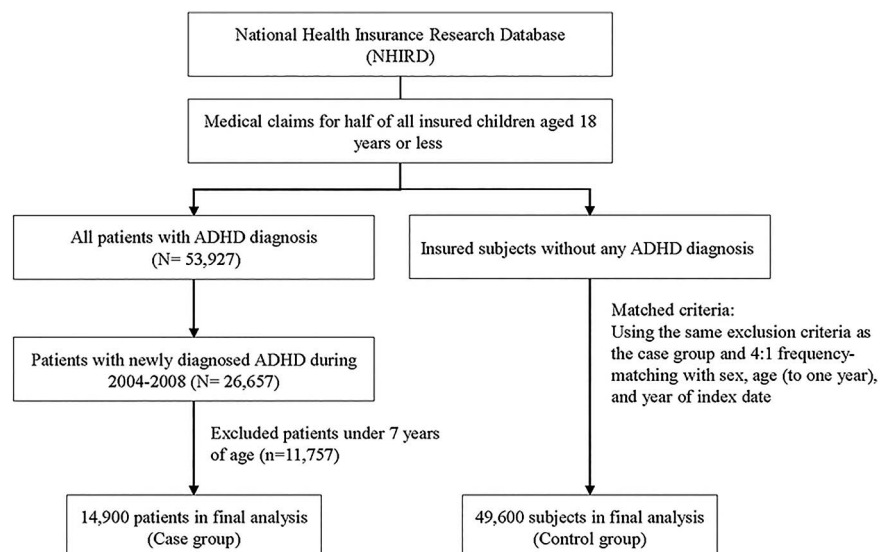 National Health Insurance Research Database
(NHIRD)
Medical claims for half of all insured children aged 18
years or less
All patients with ADHD diagnosis
(N= 53,927)
Insured subjects without any ADHD diagnosis
Matched criteria:
Using the same exclusion criteria as
the case group and 4:1 frequency-
matching with sex, age (to one year),
and year of index date
Patients with newly diagnosed ADHD during
2004-2008 (N= 26,657)
Excluded patients under 7 years
of age (n=11,757)
14,900 patients in final analysis
(Case group)
49,600 subjects in final analysis
(Control group)